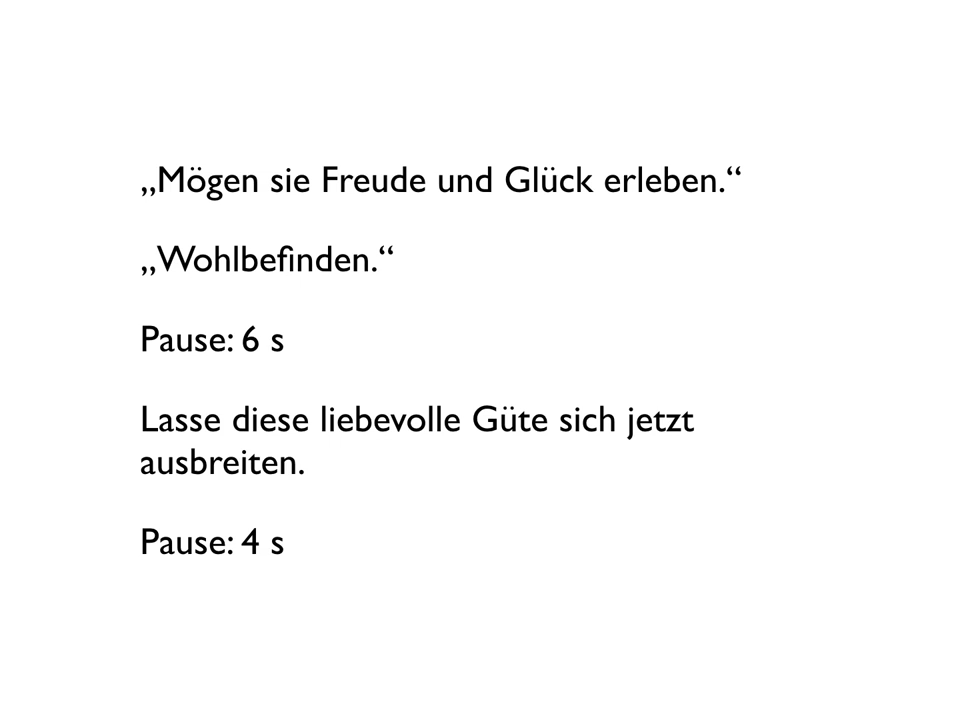 „Mögen sie Freude und Glück erleben.“
„Wohlbefinden.“
Pause: 6 s
Lasse diese liebevolle Güte sich jetzt
ausbreiten.
Pause: 4 s